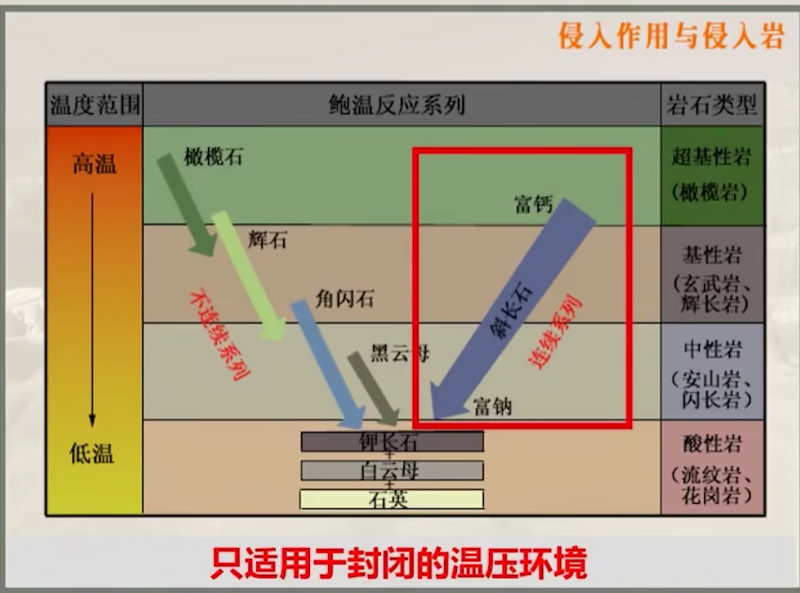 侵入作用与侵入岩
温度范围
鲍温反应系列
岩石类型
高温
低温
橄榄石
辉石
角闪石
黑云母
不连续系列
富钙
斜长石
连续系列
富钠
钾长石
+
白云母
+
石英
超基性岩
(橄榄岩)
基性岩
(玄武岩、
辉长岩)
中性岩
(安山岩、
闪长岩)
酸性岩
(流纹岩、
花岗岩)
只适用于封闭的温压环境